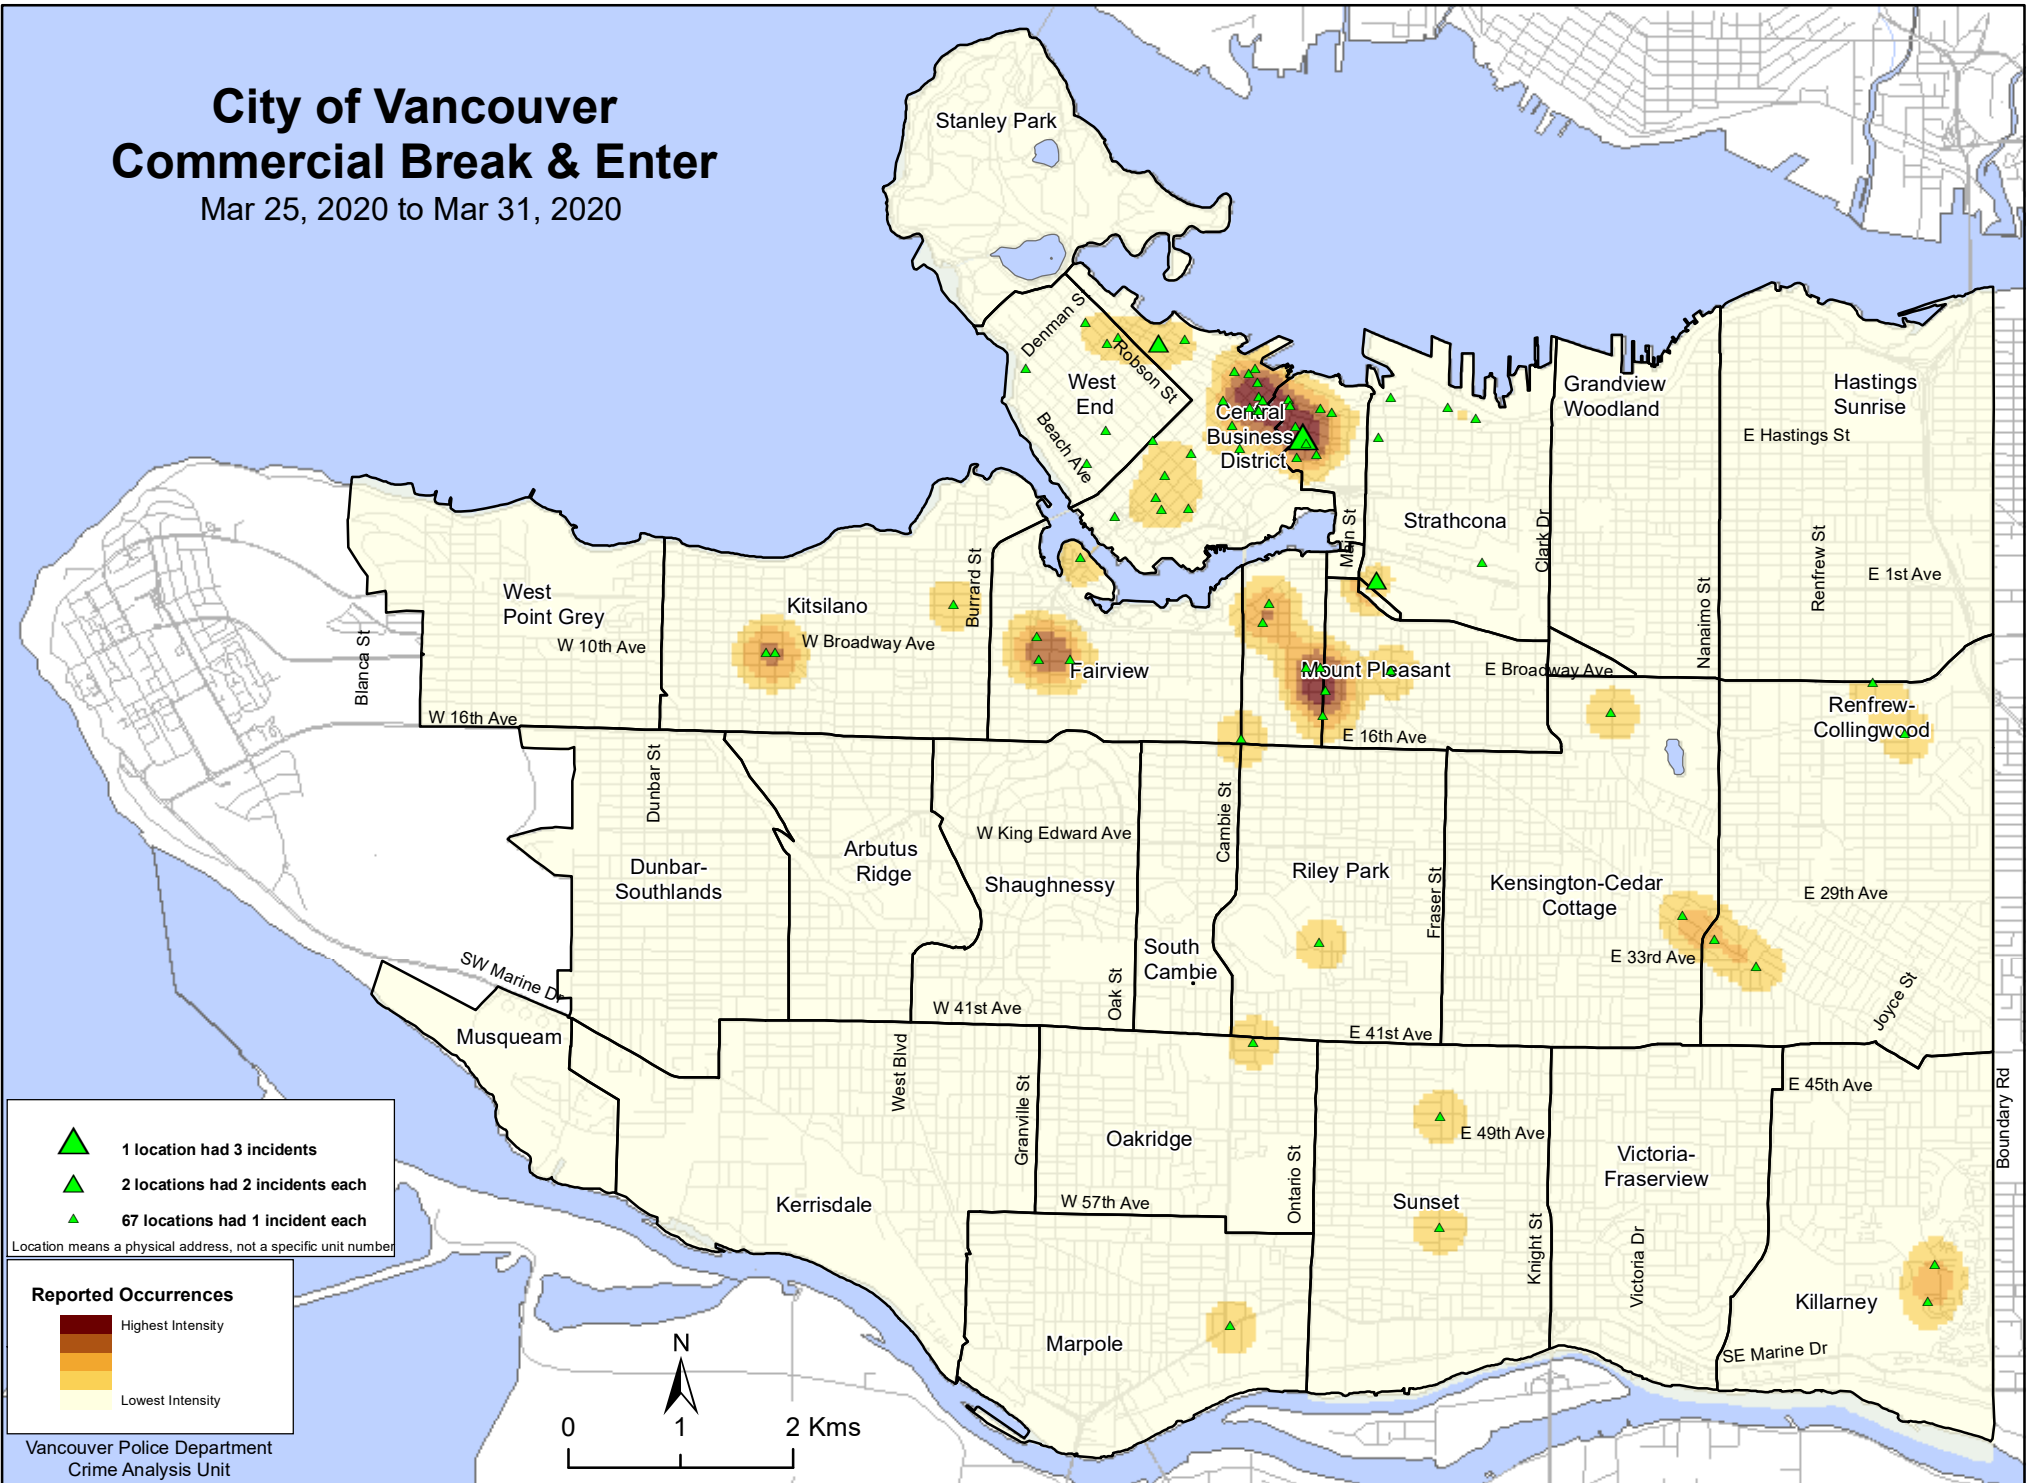 City of Vancouver
Commercial Break & Enter
Mar 25, 2020 to Mar 31, 2020
Stanley Park
Denman S
Robson St
West
End
Beach Ave
Central
Business
District
Grandview
Woodland
Hastings
Sunrise
E Hastings St
Strathcona
Main St
Clark Dr
Nanaimo St
Renfrew St
E 1st Ave
West
Point Grey
Kitsilano
Burrard St
W 10th Ave
W Broadway Ave
Blanca St
Fairview
Mount Pleasant
E Broadway Ave
Renfrew-
Collingwood
W 16th Ave
E 16th Ave
Dunbar St
Cambie St
W King Edward Ave
Arbutus
Ridge
Dunbar-
Southlands
Shaughnessy
Riley Park
Fraser St
Kensington-Cedar
Cottage
E 29th Ave
South
Cambie
E 33rd Ave
SW Marine Dr
Oak St
Joyce St
W 41st Ave
E 41st Ave
Musqueam
West Blvd
Granville St
E 45th Ave
Boundary Rd
Oakridge
E 49th Ave
Ontario St
Victoria-
Fraserview
Kerrisdale
W 57th Ave
Sunset
Knight St
Victoria Dr
Killarney
Marpole
SE Marine Dr
1 location had 3 incidents
2 locations had 2 incidents each
67 locations had 1 incident each
Location means a physical address, not a specific unit number
Reported Occurrences
Highest Intensity
Lowest Intensity
Vancouver Police Department
Crime Analysis Unit
N
0 1 2 Kms